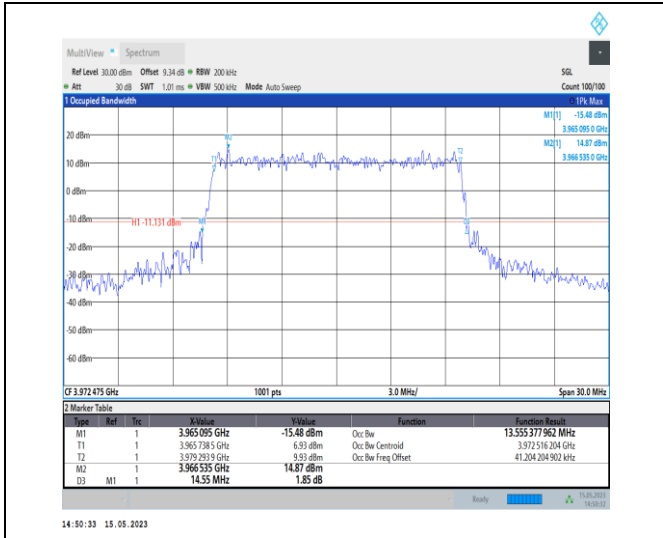 MultiView Spectrum
Ref Level 30.00 dBm Offset 9.34 dB RBW 200 kHz SGL
Att 30 dB SWT 1.01 ms VBW 500 kHz Mode Auto Sweep Count 100/100
1 Occupied Bandwidth 1Pk Max
M1[1] -15.48 dBm
3.965 095 0 GHz
M2[1] 14.87 dBm
3.966 535 0 GHz
M2
20 dBm
T1
T2
10 dBm
0 dBm
-10 dBm
H1 -11.131 dBm
M1
D3
-20 dBm
-30 dBm
-40 dBm
-50 dBm
-60 dBm
CF 3.972 475 GHz 1001 pts 3.0 MHz/ Span 30.0 MHz
2 Marker Table
Type Ref Trc X-Value Y-Value Function Function Result
M1 1 3.965 095 GHz -15.48 dBm Occ Bw 13.555 377 962 MHz
T1 1 3.965 738 5 GHz 6.93 dBm Occ Bw Centroid 3.972 516 204 GHz
T2 1 3.979 293 9 GHz 9.93 dBm Occ Bw Freq Offset 41.204 204 902 kHz
M2 1 3.966 535 GHz 14.87 dBm
D3 M1 1 14.55 MHz 1.85 dB
Ready 15.05.2023
14:50:32
14:50:33 15.05.2023